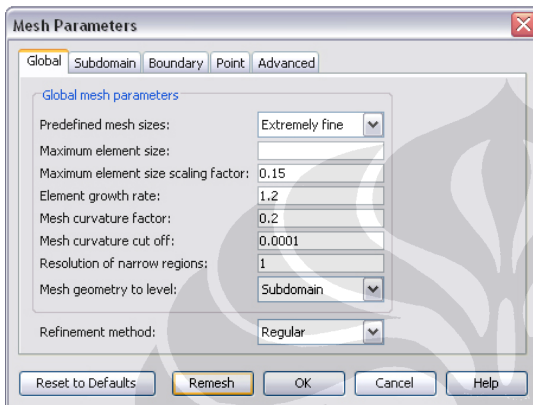 Mesh Parameters
Global Subdomain Boundary Point Advanced
Global mesh parameters
Predefined mesh sizes: Extremely fine
Maximum element size:
Maximum element size scaling factor: 0.15
Element growth rate: 1.2
Mesh curvature factor: 0.2
Mesh curvature cut off: 0.0001
Resolution of narrow regions: 1
Mesh geometry to level: Subdomain
Refinement method: Regular
Reset to Defaults Remesh OK Cancel Help